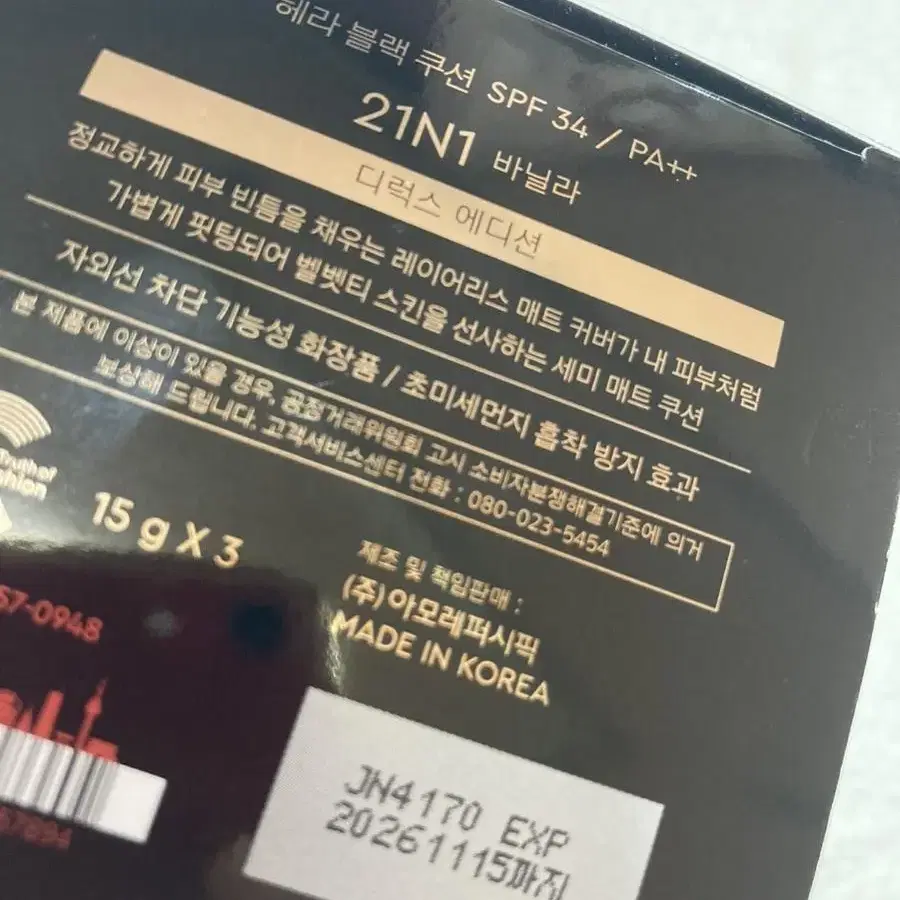 헤라 블랙 쿠션 SPF 34 / PA++
21N1 바닐라
디럭스 에디션
정교하게 피부 빈틈을 채우는 레이어리스 매트 커버가 내 피부처럼
가볍게 핏팅되어 벨벳티 스킨을 선사하는 세미 매트 쿠션
자외선 차단 기능성 화장품 / 초미세먼지 흡착 방지 효과
본 제품에 이상이 있을 경우, 공정거래위원회 고시 소비자분쟁해결기준에 의거
보상해 드립니다. 고객서비스센터 전화 : 080-023-5454
Truth of
15 g X 3
제조 및 책임판매 :
(주)아모레퍼시픽
MADE IN KOREA
57-0948
JN4170 EXP
20261115까지